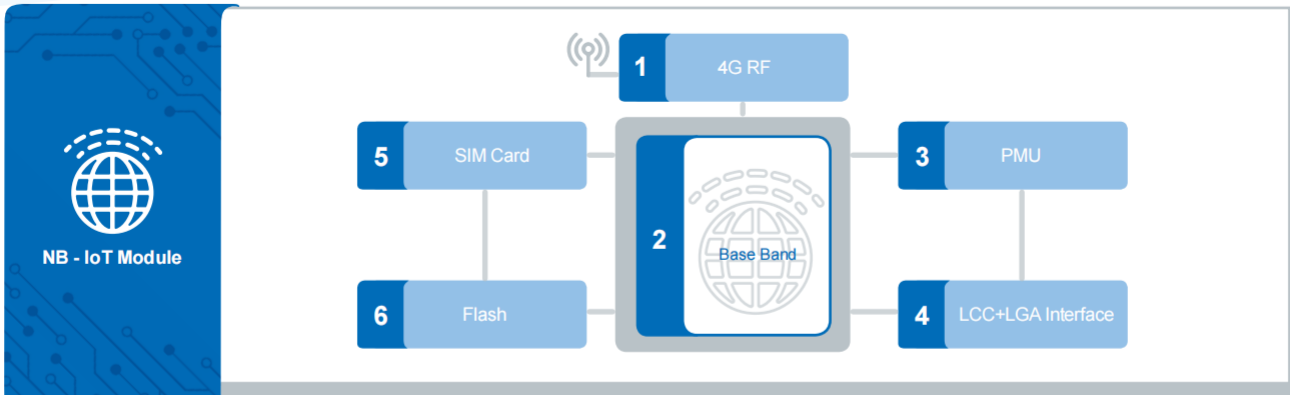 NB - IoT Module
1
4G RF
5
SIM Card
3
PMU
2
Base Band
6
Flash
4
LCC+LGA Interface